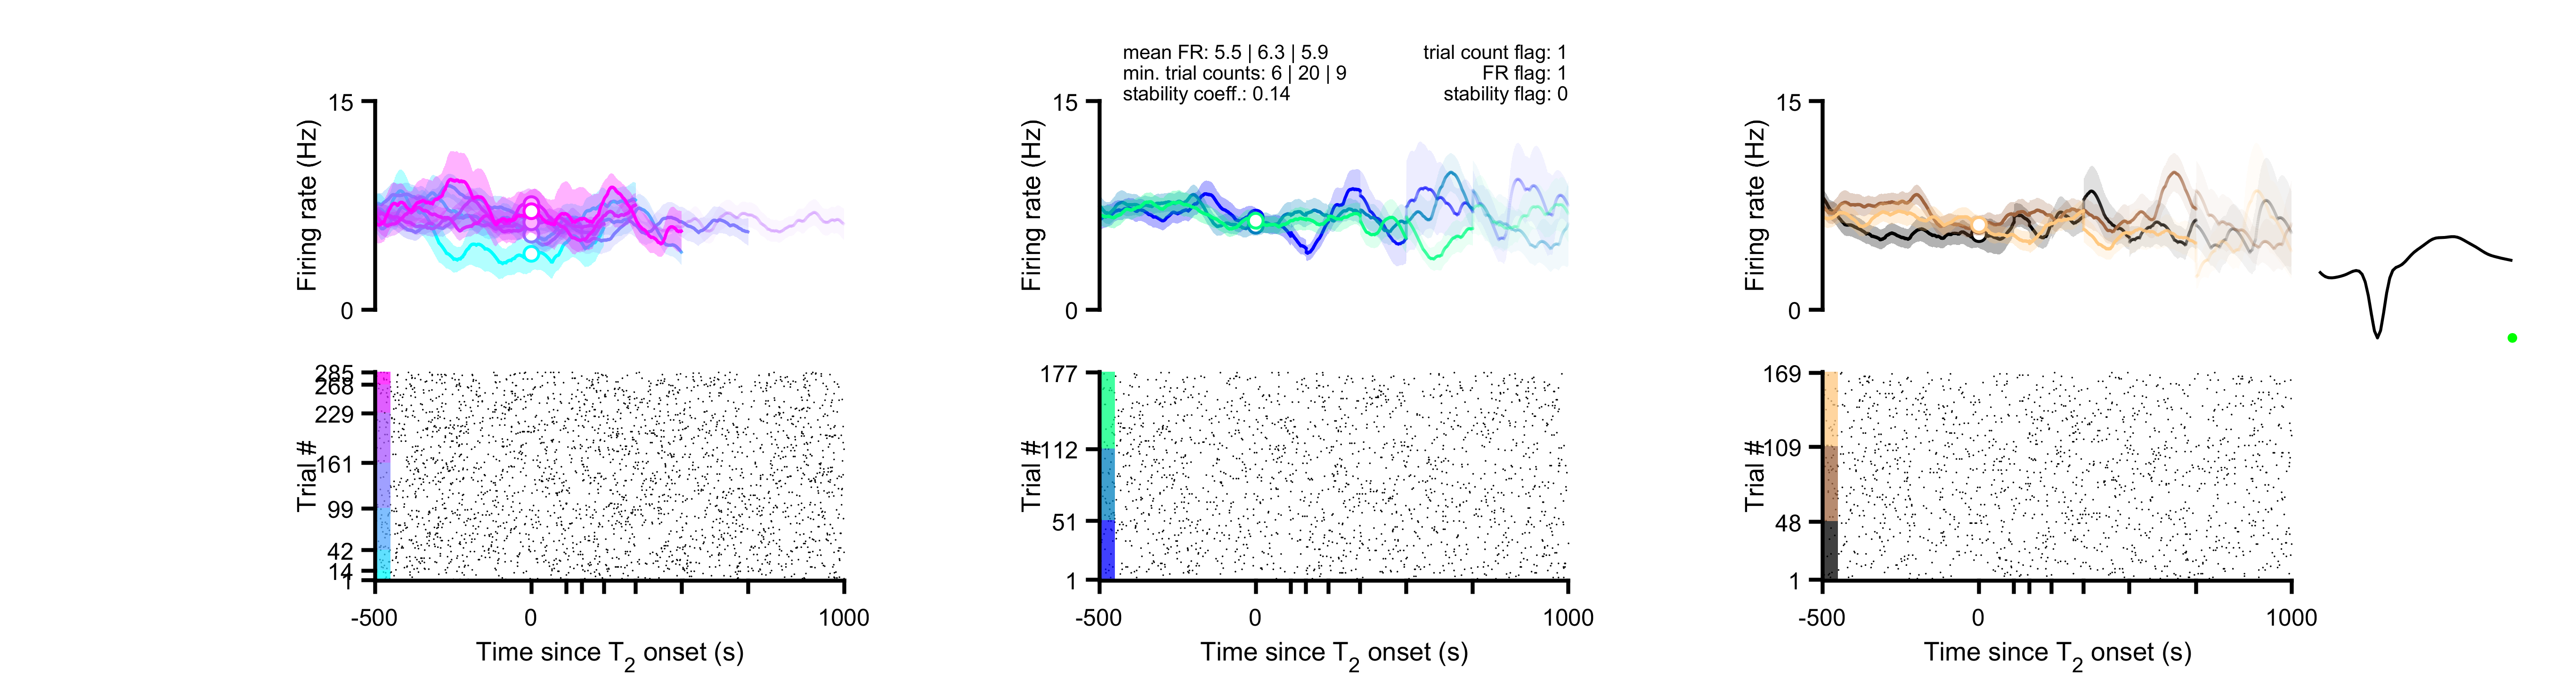 mean FR: 5.5 | 6.3 | 5.9
min. trial counts: 6 | 20 | 9
stability coeff.: 0.14
trial count flag: 1
FR flag: 1
stability flag: 0
15
Firing rate (Hz)
0
15
Firing rate (Hz)
0
15
Firing rate (Hz)
0
285
268
229
161
99
42
14
1
Trial #
-500
0
1000
Time since T2 onset (s)
177
112
51
1
Trial #
-500
0
1000
Time since T2 onset (s)
169
109
48
1
Trial #
-500
0
1000
Time since T2 onset (s)